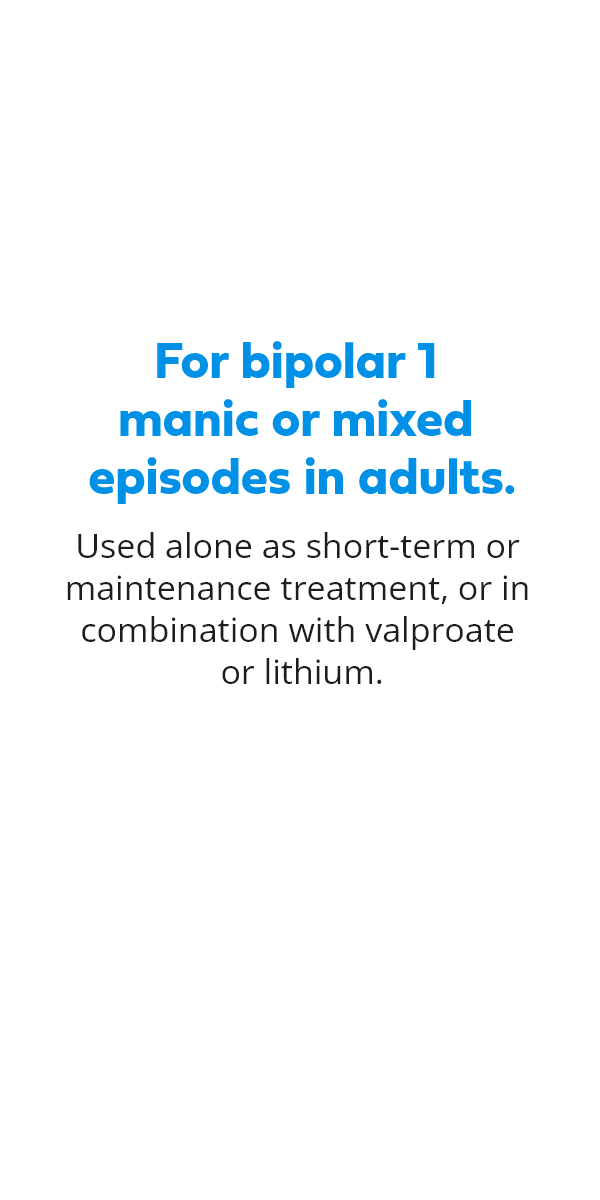 For bipolar 1
manic or mixed
episodes in adults.
Used alone as short-term or
maintenance treatment, or in
combination with valproate
or lithium.